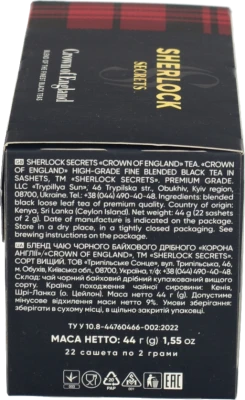 SHERLOCK
SECRETS
Crown of England
BLEND OF THE FINEST BLACK TEAS
SHERLOCK SECRETS «CROWN OF ENGLAND» TEA. «CROWN
OF ENGLAND» HIGH-GRADE FINE BLENDED BLACK TEA IN
SASHETS, TM «SHERLOCK SECRETS» PREMIUM GRADE.
LLC «Trypillya Sun», 46 Trypilska str., Obukhiv, Kyiv region,
08700, Ukraine. Tel.: +38 (044) 490-40-48. Ingredients: blended
black loose leaf tea of premium category. Country of origin:
Kenya, Sri Lanka (Ceylon Island). Net weight: 44 g (22 sashets
of 2 g). Date of manufacture is indicated on the package.
Store in a dry place, in a tightly closed packaging. See
brewing instructions on the package.
БЛЕНД ЧАЮ ЧОРНОГО БАЙХОВОГО ДРІБНОГО «КОРОНА
АНГЛІЇ»/«CROWN OF ENGLAND», ТМ «SHERLOCK SECRETS»,
СОРТ ВИЩИЙ. ТОВ «Трипільське Сонце», вул. Трипільська, 46,
м. Обухів, Київська обл., 08700, Україна, т/ф: +38 (044) 490-40-48.
Склад: чай чорний байховий дрібний купажований вищого
сорту. Країна походження чайної сировини: Кенія,
Шрі-Ланка (о. Цейлон). Маса нетто: 44 г. Допустиме
мінусове відхилення маси нетто 9%. Умови зберігання:
зберігати в сухому місці, в щільно закритій упаковці.
ТУ У 10.8-44760466-002:2022
МАСА НЕТТО: 44 г (g) 1,55 oz
22 сашета по 2 грами
PAP
EAC